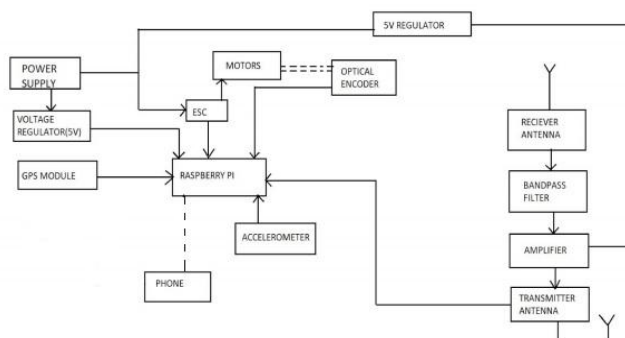 5V REGULATOR
POWER
SUPPLY
MOTORS
OPTICAL
ENCODER
ESC
VOLTAGE
REGULATOR(5V)
RECIEVER
ANTENNA
GPS MODULE
RASPBERRY PI
BANDPASS
FILTER
ACCELEROMETER
AMPLIFIER
PHONE
TRANSMITTER
ANTENNA